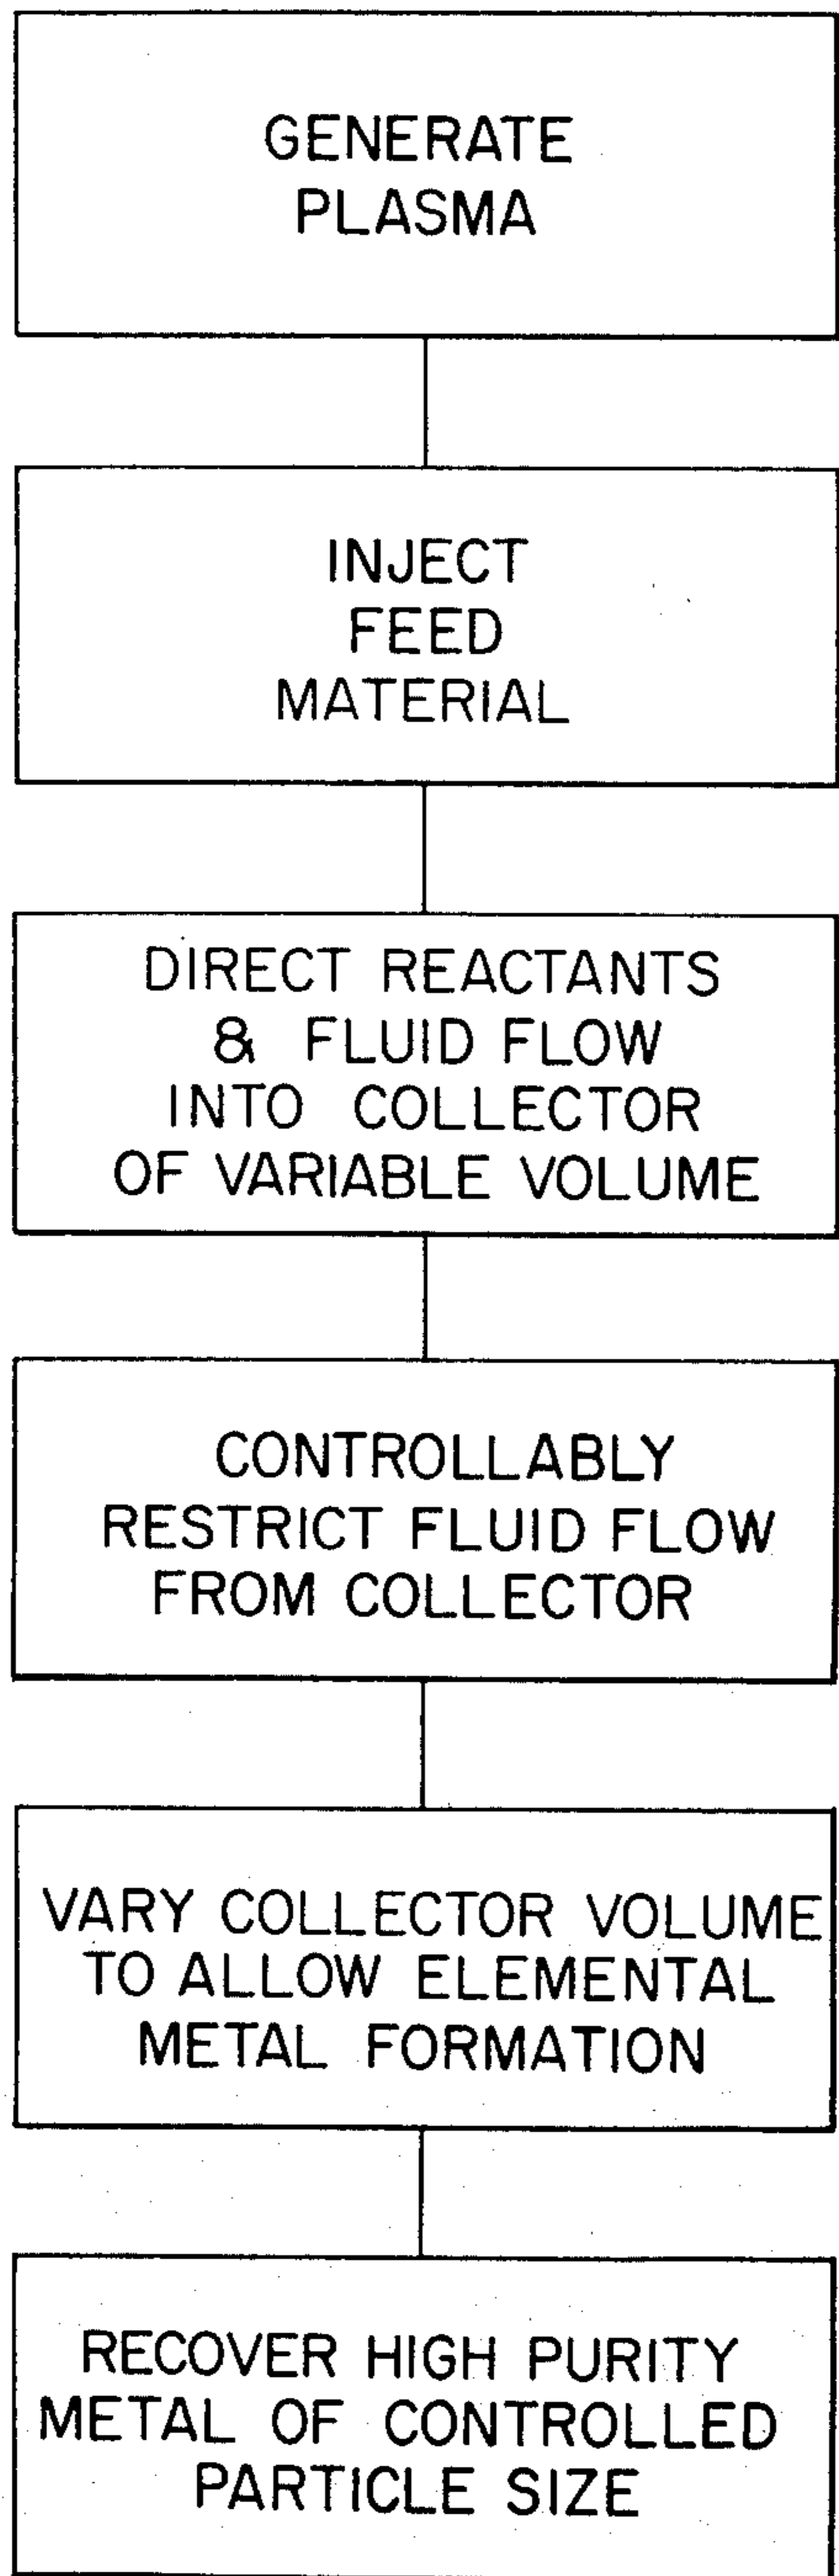 GENERATE
PLASMA
INJECT
FEED
MATERIAL
DIRECT REACTANTS
& FLUID FLOW
INTO COLLECTOR
OF VARIABLE VOLUME
CONTROLLABLY
RESTRICT FLUID FLOW
FROM COLLECTOR
VARY COLLECTOR VOLUME
TO ALLOW ELEMENTAL
METAL FORMATION
RECOVER HIGH PURITY
METAL OF CONTROLLED
PARTICLE SIZE